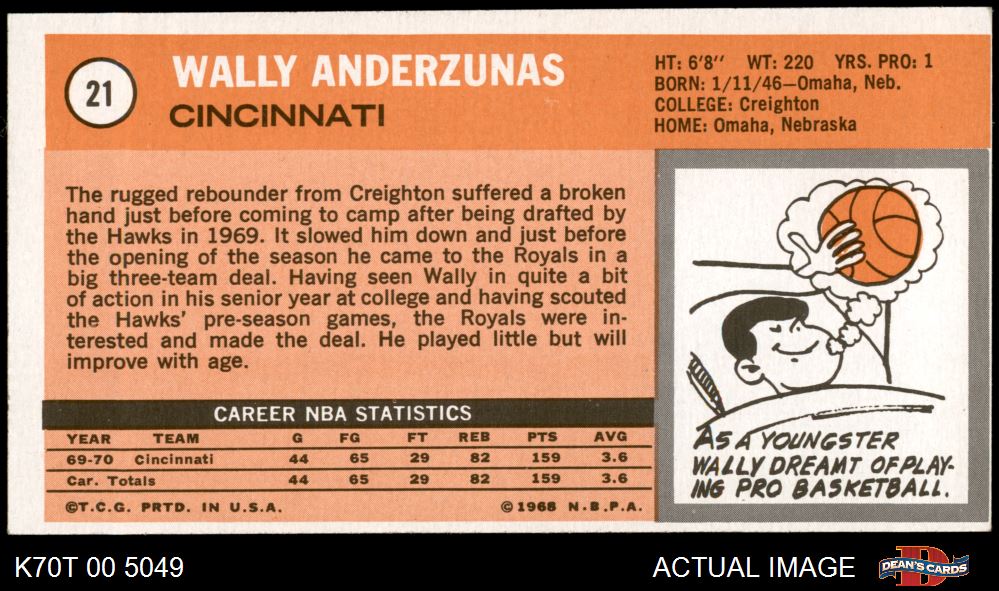 21
WALLY ANDERZUNAS
CINCINNATI
HT: 6'8'' WT: 220 YRS. PRO: 1
BORN: 1/11/46—Omaha, Neb.
COLLEGE: Creighton
HOME: Omaha, Nebraska
The rugged rebounder from Creighton suffered a broken
hand just before coming to camp after being drafted by
the Hawks in 1969. It slowed him down and just before
the opening of the season he came to the Royals in a
big three-team deal. Having seen Wally in quite a bit
of action in his senior year at college and having scouted
the Hawks' pre-season games, the Royals were in-
terested and made the deal. He played little but will
improve with age.
CAREER NBA STATISTICS
YEAR TEAM G FG FT REB PTS AVG
69-70 Cincinnati 44 65 29 82 159 3.6
Car. Totals 44 65 29 82 159 3.6
©T.C.G. PRTD. IN U.S.A. ©1968 N.B.P.A.
AS A YOUNGSTER
WALLY DREAMT OF PLAY-
ING PRO BASKETBALL.
K70T 00 5049
ACTUAL IMAGE
D
DEAN'S CARDS